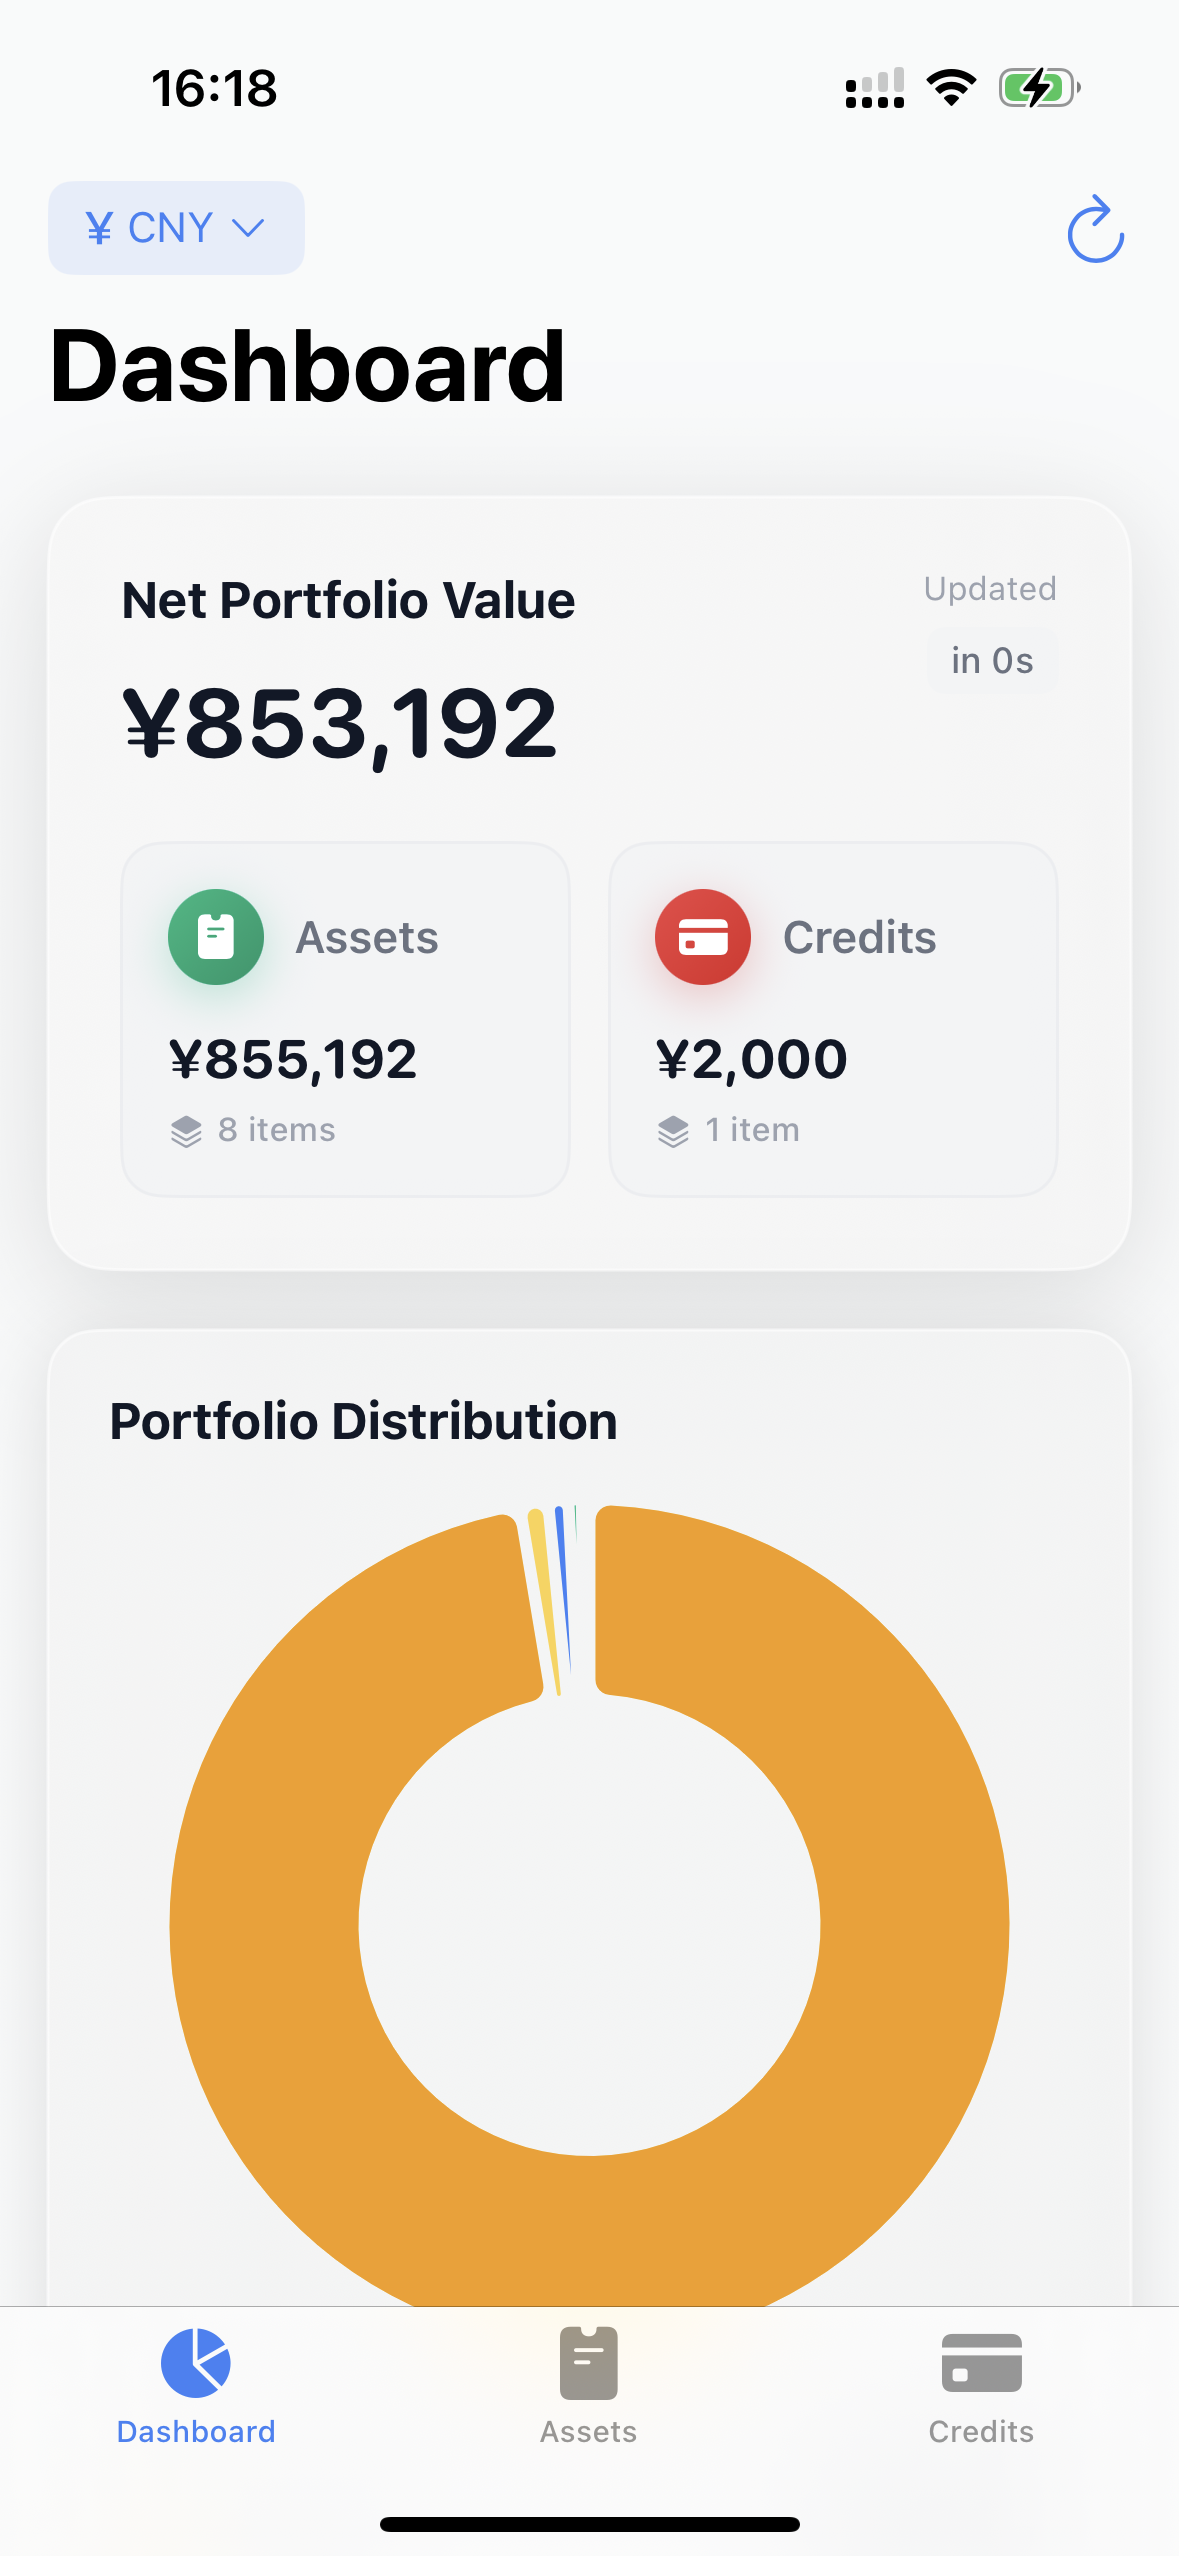 16:18
¥ CNY
Dashboard
Net Portfolio Value
Updated
in 0s
¥853,192
Assets
¥855,192
8 items
Credits
¥2,000
1 item
Portfolio Distribution
Dashboard
Assets
Credits